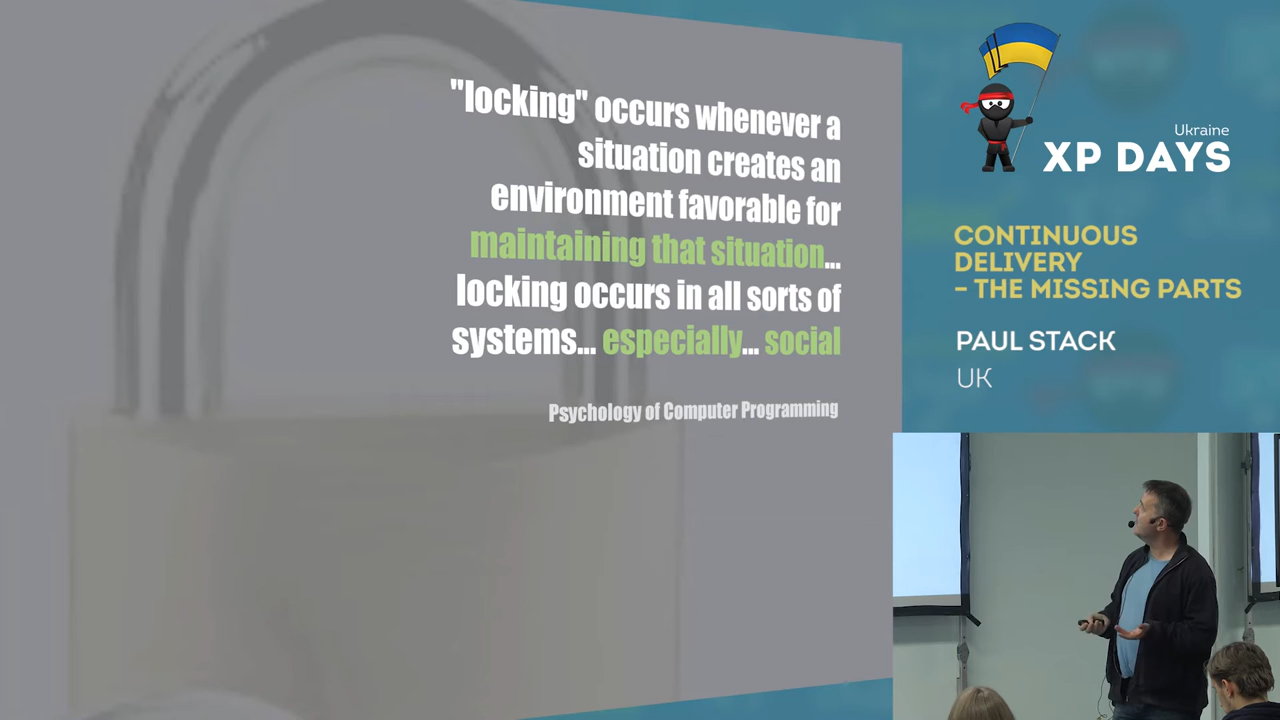 "locking" occurs whenever a
situation creates an
environment favorable for
maintaining that situation...
locking occurs in all sorts of
systems... especially... social
Psychology of Computer Programming
Ukraine
XP DAYS
CONTINUOUS
DELIVERY
– THE MISSING PARTS
PAUL STACK
UK